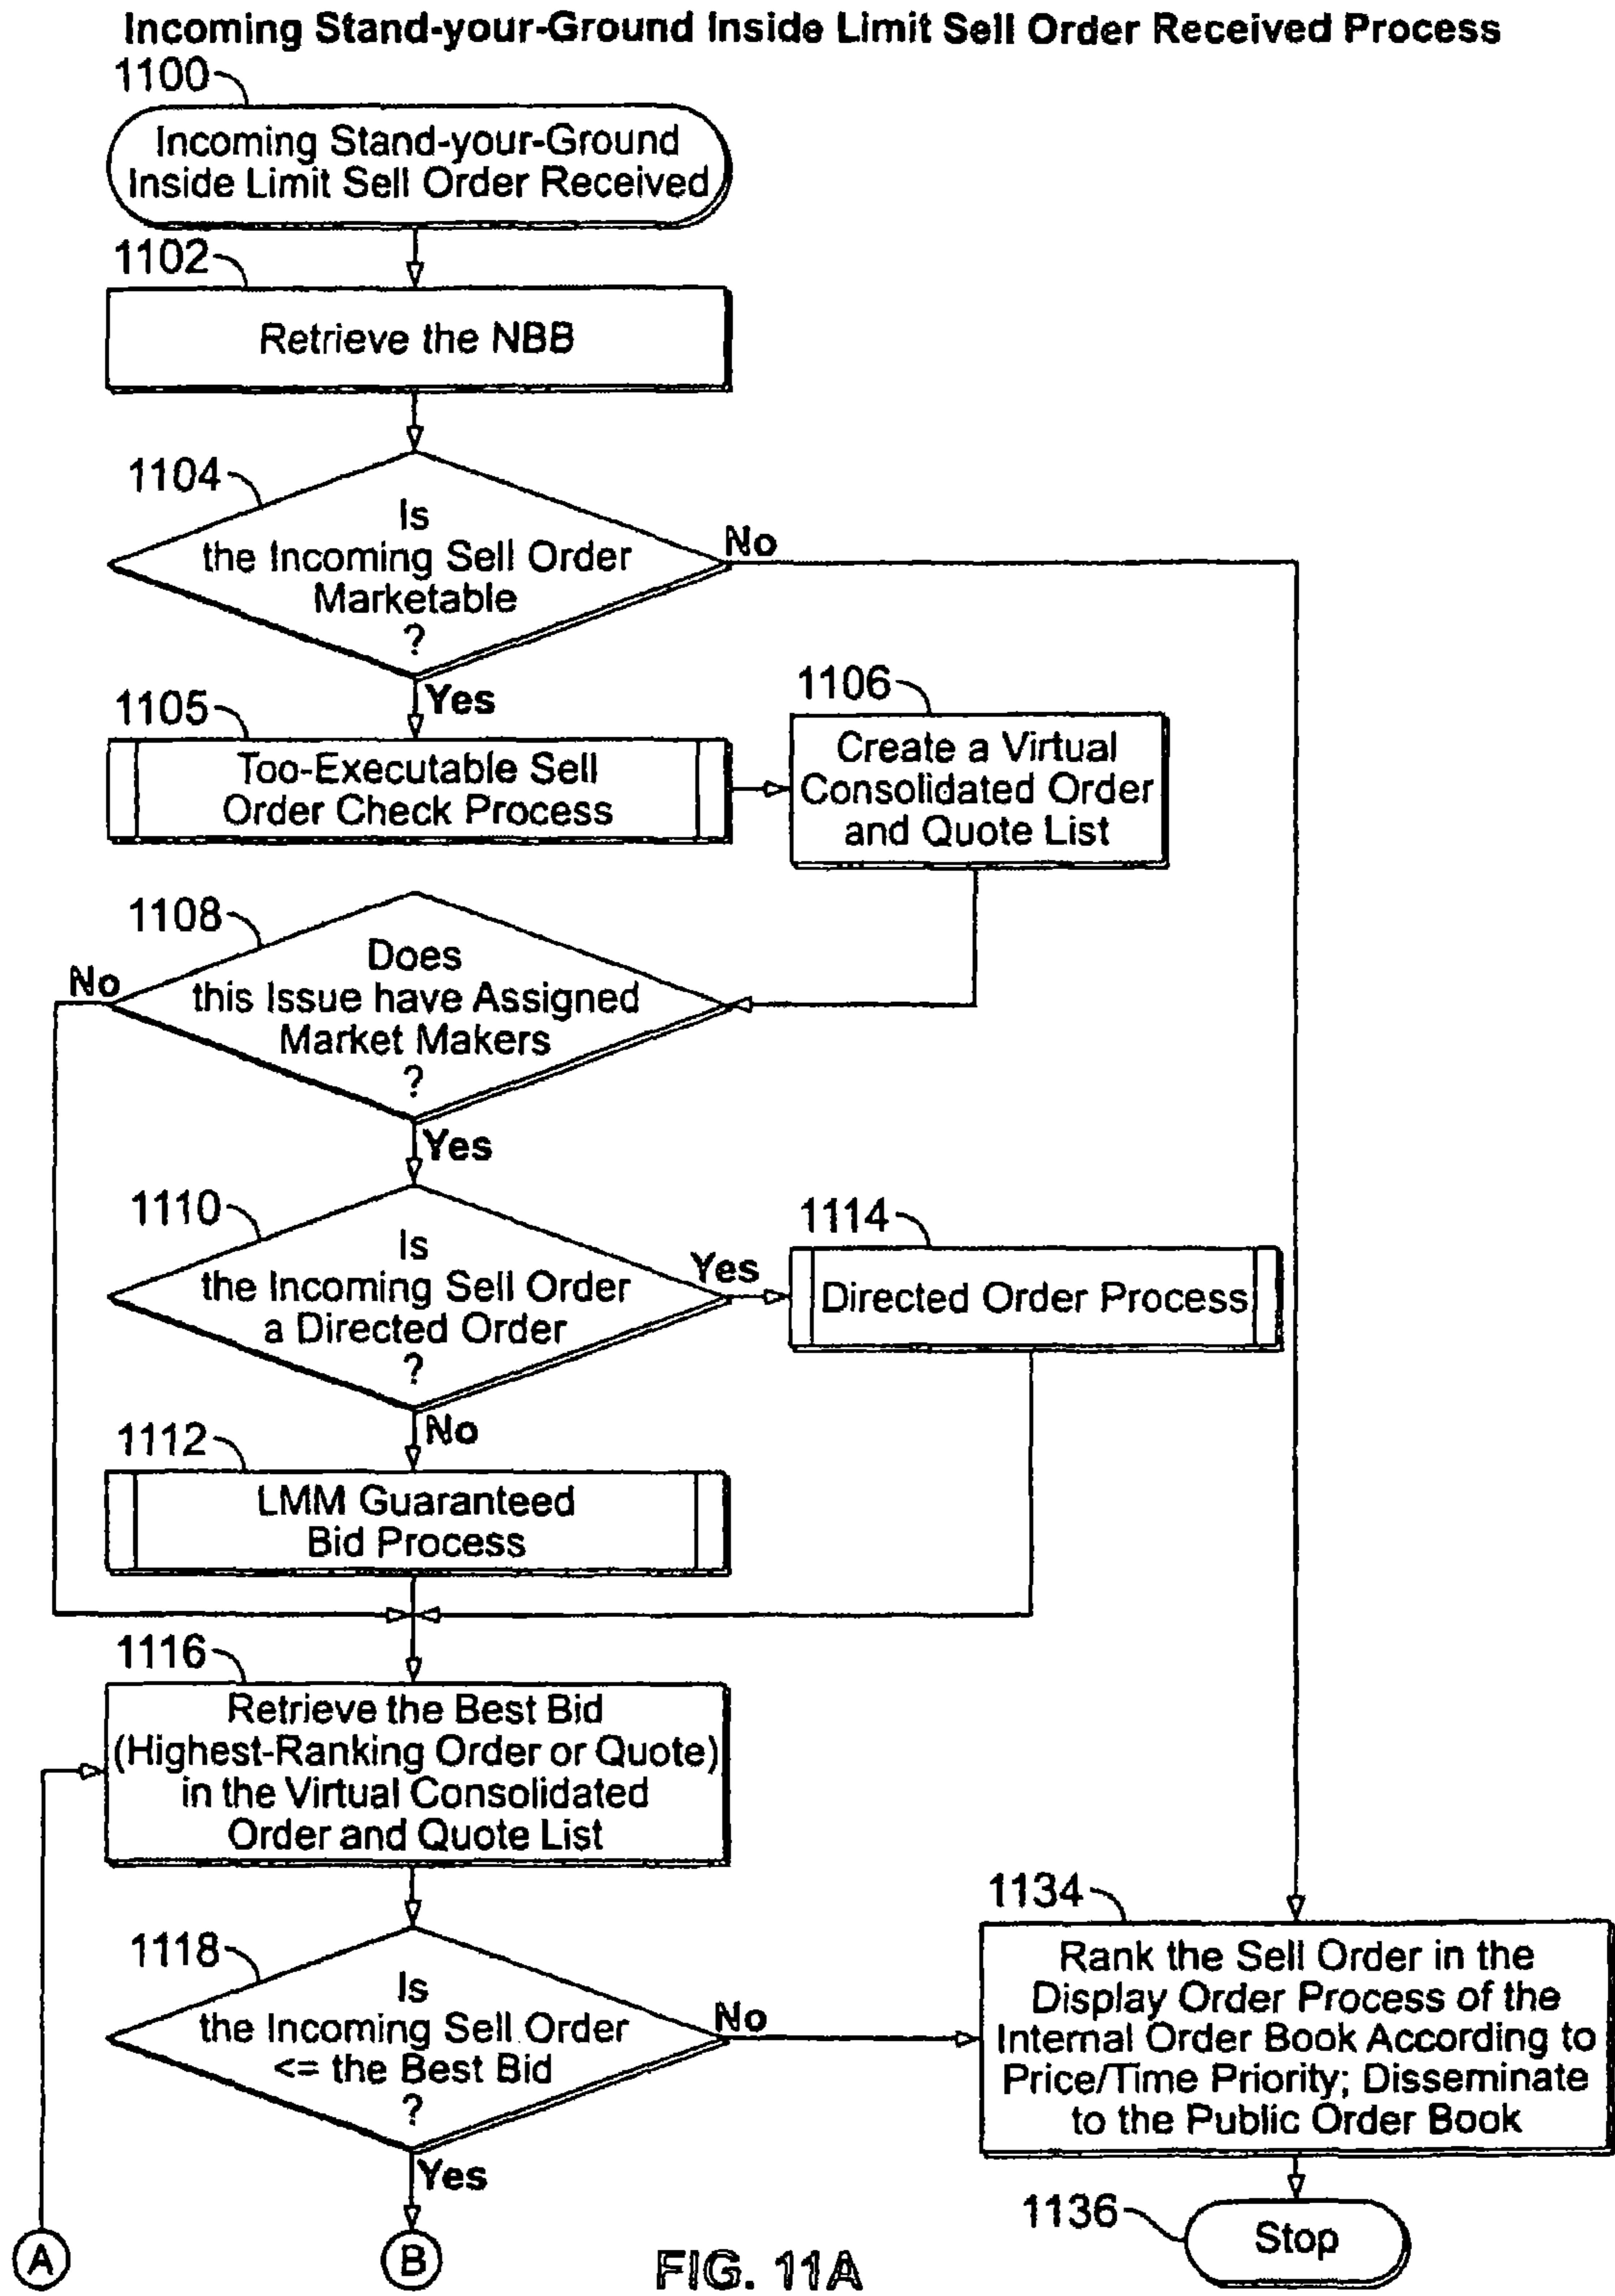 Incoming Stand-your-Ground Inside Limit Sell Order Received Process
1100
Incoming Stand-your-Ground
Inside Limit Sell Order Received
1102
Retrieve the NBB
1104
Is
the Incoming Sell Order
Marketable
?
No
Yes
1105
Too-Executable Sell
Order Check Process
1106
Create a Virtual
Consolidated Order
and Quote List
1108
Does
this Issue have Assigned
Market Makers
?
No
Yes
1110
Is
the Incoming Sell Order
a Directed Order
?
Yes
1114
Directed Order Process
No
1112
LMM Guaranteed
Bid Process
1116
Retrieve the Best Bid
(Highest-Ranking Order or Quote)
in the Virtual Consolidated
Order and Quote List
1118
Is
the Incoming Sell Order
<= the Best Bid
?
No
Yes
1134
Rank the Sell Order in the
Display Order Process of the
Internal Order Book According to
Price/Time Priority; Disseminate
to the Public Order Book
1136
Stop
A
B
FIG. 11A